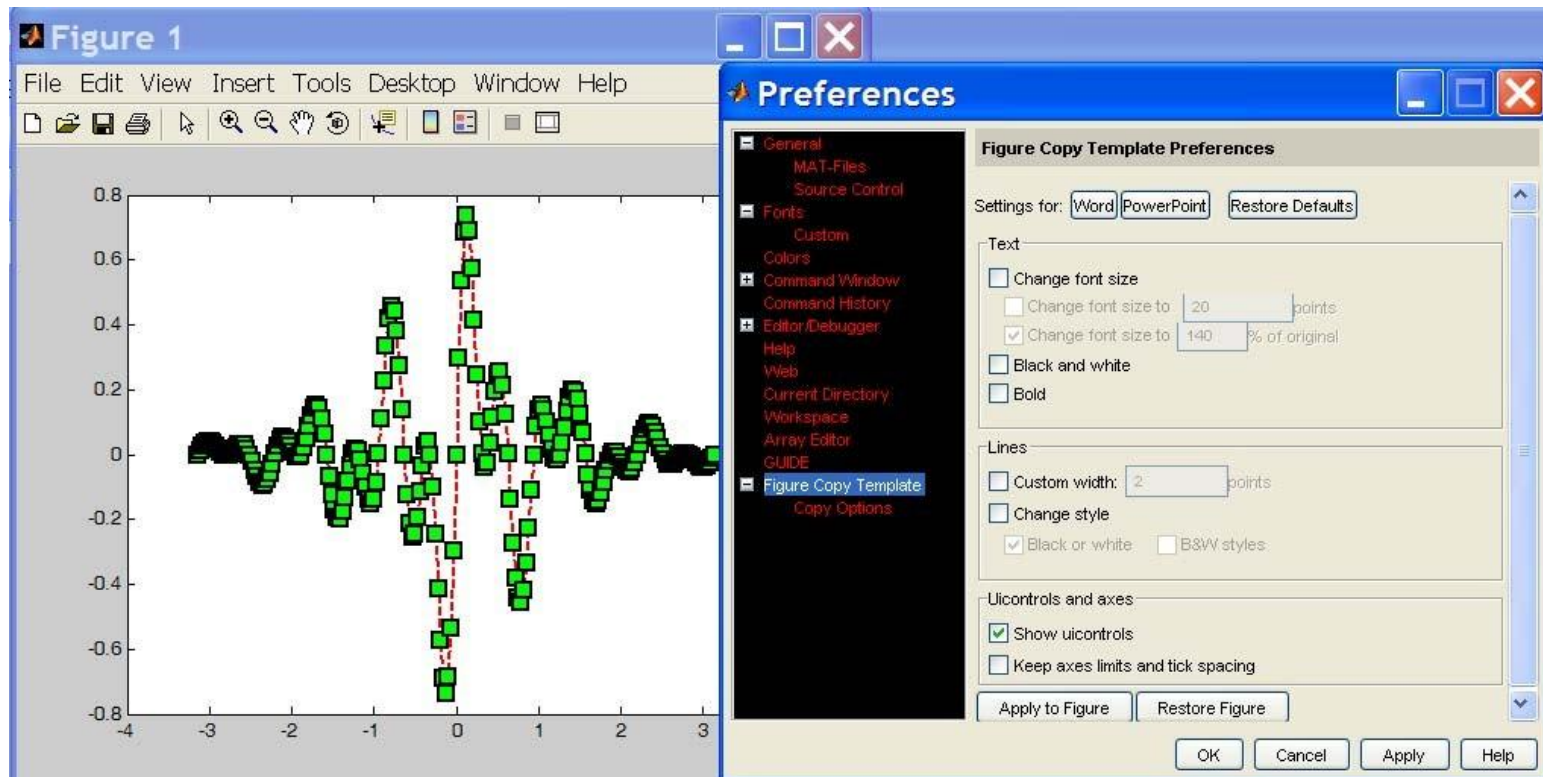 Figure 1
File Edit View Insert Tools Desktop Window Help
0.8
0.6
0.4
0.2
0
-0.2
-0.4
-0.6
-0.8
-4 -3 -2 -1 0 1 2 3
Preferences
General
MAT-Files
Source Control
Fonts
Custom
Colors
Command Window
Command History
Editor/Debugger
Help
Web
Current Directory
Workspace
Array Editor
GUIDE
Figure Copy Template
Copy Options
Figure Copy Template Preferences
Settings for: Word PowerPoint Restore Defaults
Text
Change font size
Change font size to 20 points
Change font size to 140 % of original
Black and white
Bold
Lines
Custom width: 2 points
Change style
Black or white B&W styles
Uicontrols and axes
Show uicontrols
Keep axes limits and tick spacing
Apply to Figure Restore Figure
OK Cancel Apply Help